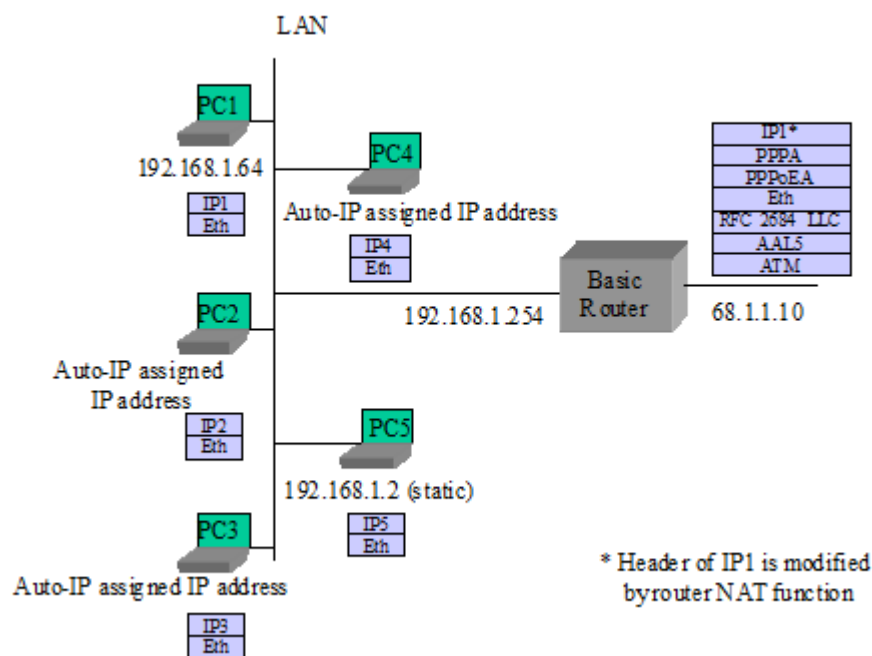 LAN
PC1
192.168.1.64
IP1
Eth
PC4
Auto-IP assigned IP address
IP4
Eth
IP1*
PPPA
PPPoEA
Eth
RFC 2684 LLC
AAL5
ATM
Basic
Router
192.168.1.254
68.1.1.10
PC2
Auto-IP assigned
IP address
IP2
Eth
PC5
192.168.1.2 (static)
IP5
Eth
PC3
Auto-IP assigned IP address
IP3
Eth
* Header of IP1 is modified
by router NAT function